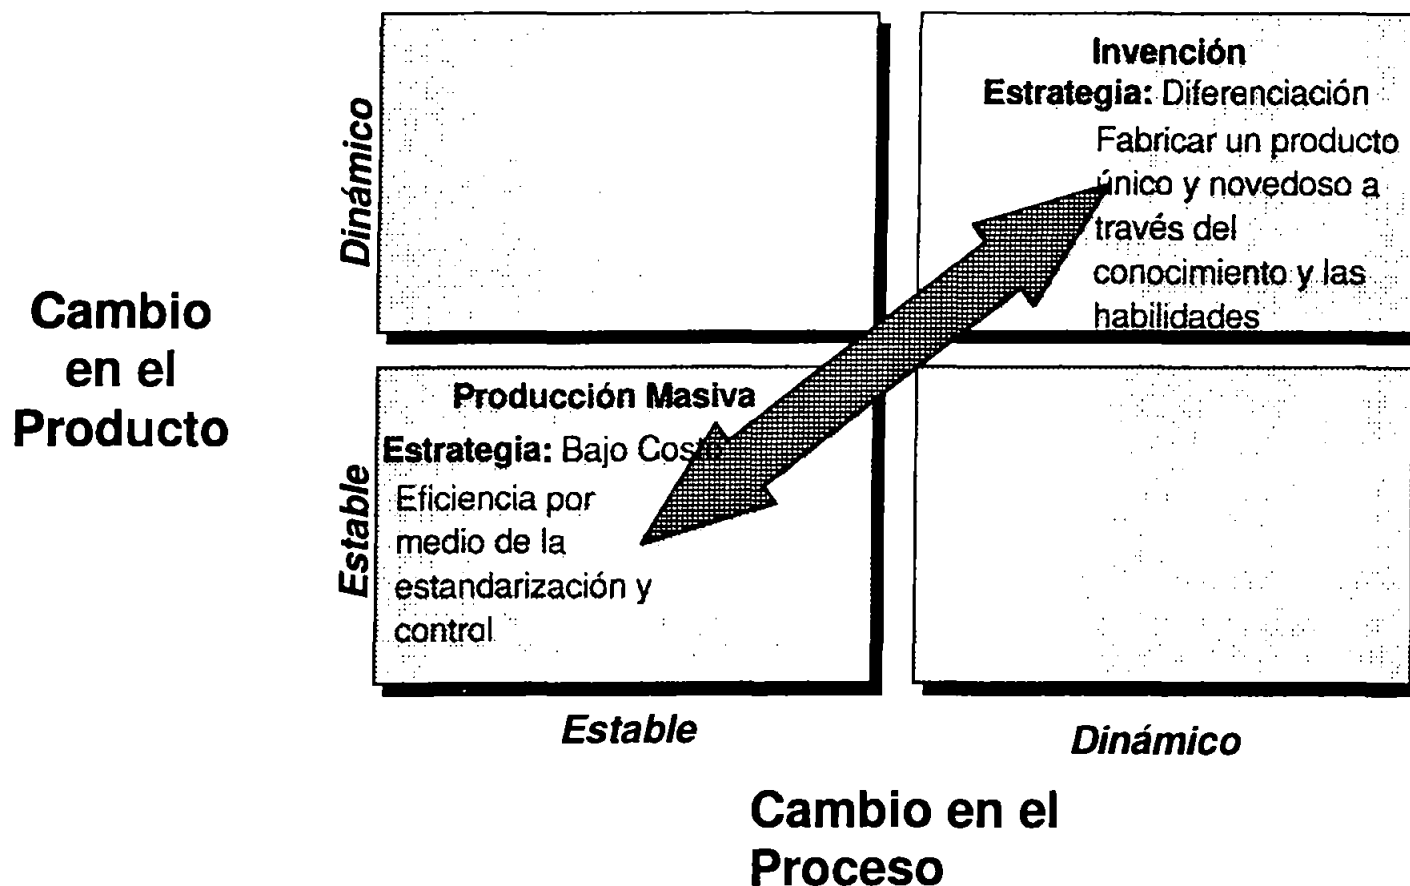 Invención
Estrategia: Diferenciación
Fabricar un producto
único y novedoso a
través del
conocimiento y las
habilidades
Dinámico
Cambio
en el
Producto
Producción Masiva
Estrategia: Bajo Costo
Eficiencia por
medio de la
estandarización y
control
Estable
Estable
Dinámico
Cambio en el
Proceso